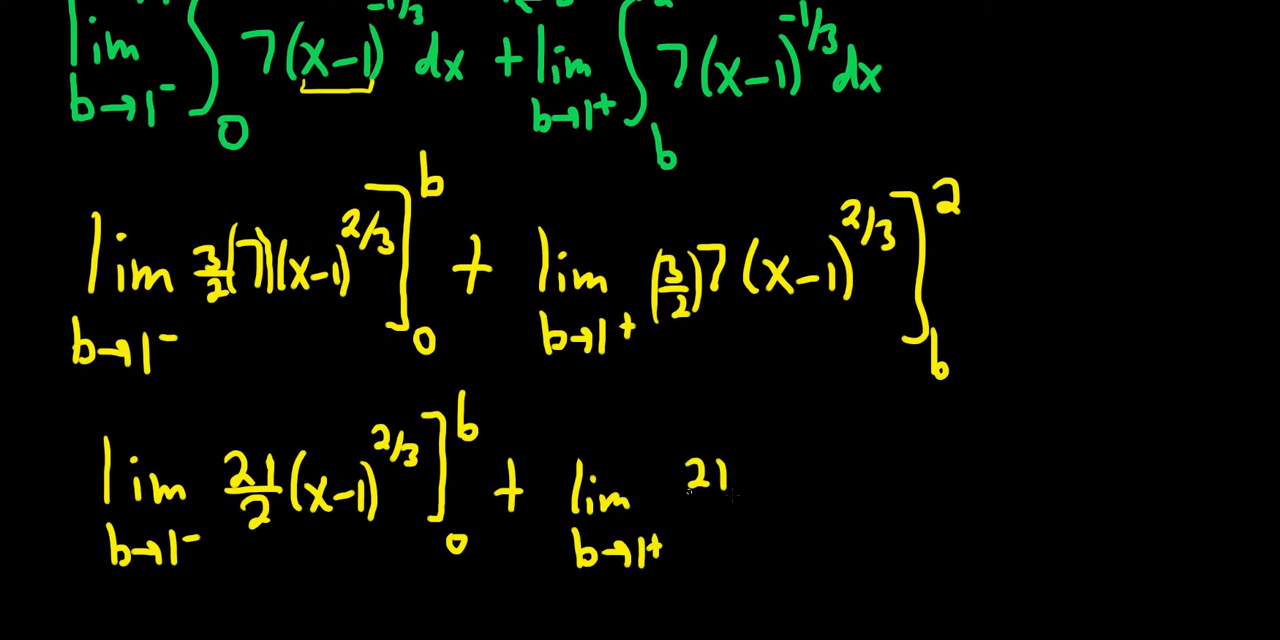 lim b→1⁻ ∫₀ 7(x-1)^-1/3 dx + lim b→1⁺ ∫_b 7(x-1)^-1/3 dx
lim b→1⁻ 3/2(7)(x-1)^2/3 ]₀^b + lim b→1⁺ (3/2)7(x-1)^2/3 ]_b^2
lim b→1⁻ 21/2(x-1)^2/3 ]₀^b + lim b→1⁺ 21